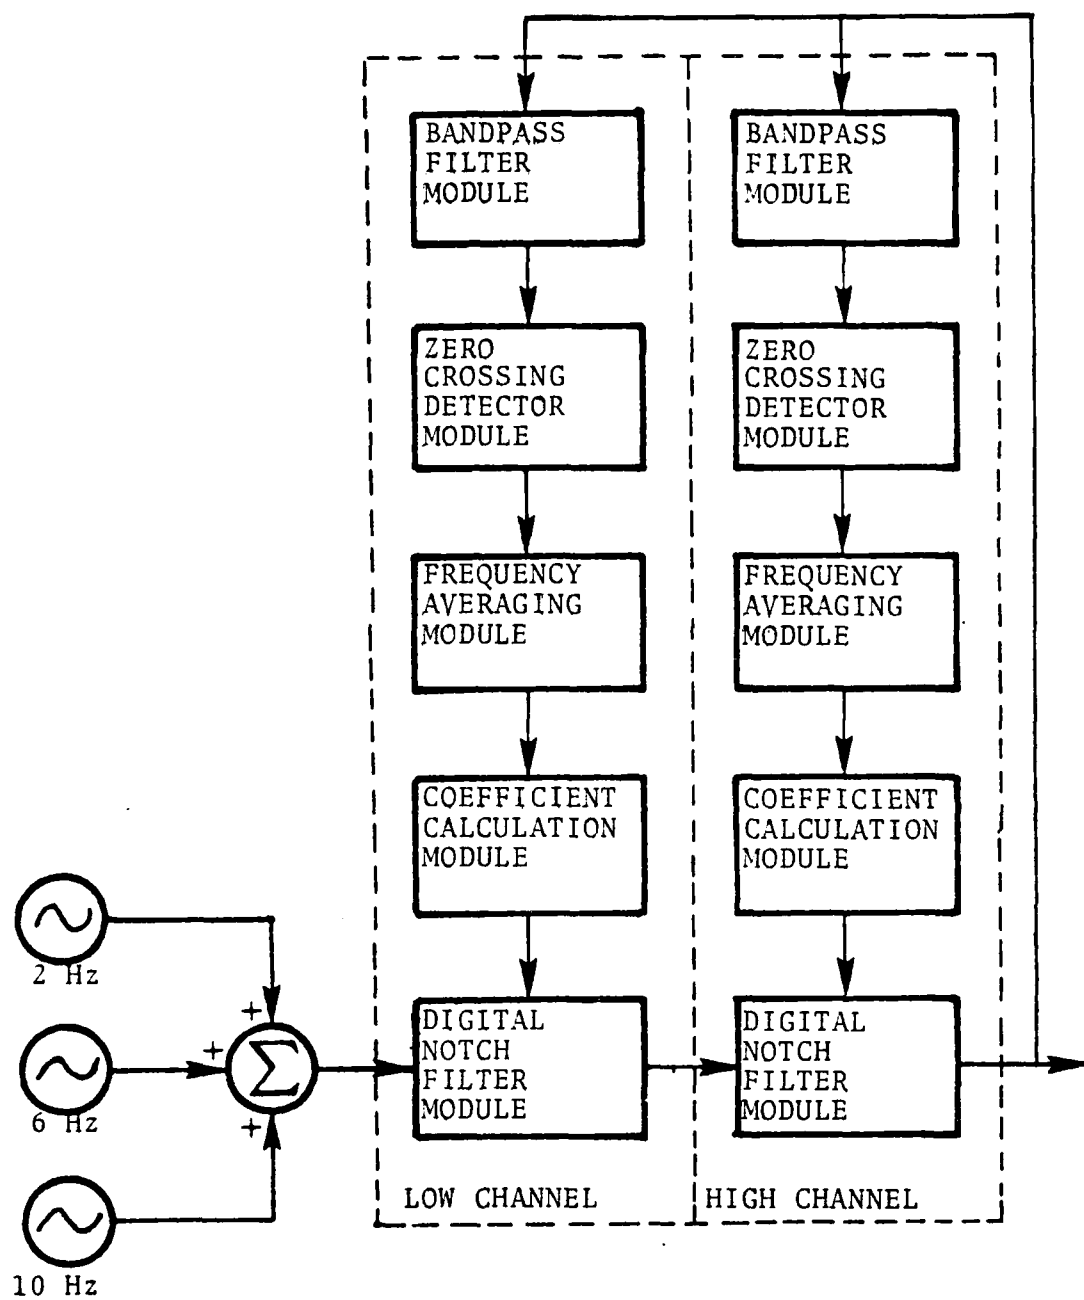 BANDPASS
FILTER
MODULE
BANDPASS
FILTER
MODULE
ZERO
CROSSING
DETECTOR
MODULE
ZERO
CROSSING
DETECTOR
MODULE
FREQUENCY
AVERAGING
MODULE
FREQUENCY
AVERAGING
MODULE
COEFFICIENT
CALCULATION
MODULE
COEFFICIENT
CALCULATION
MODULE
2 Hz
+
+
Σ
6 Hz
+
10 Hz
DIGITAL
NOTCH
FILTER
MODULE
DIGITAL
NOTCH
FILTER
MODULE
LOW CHANNEL
HIGH CHANNEL